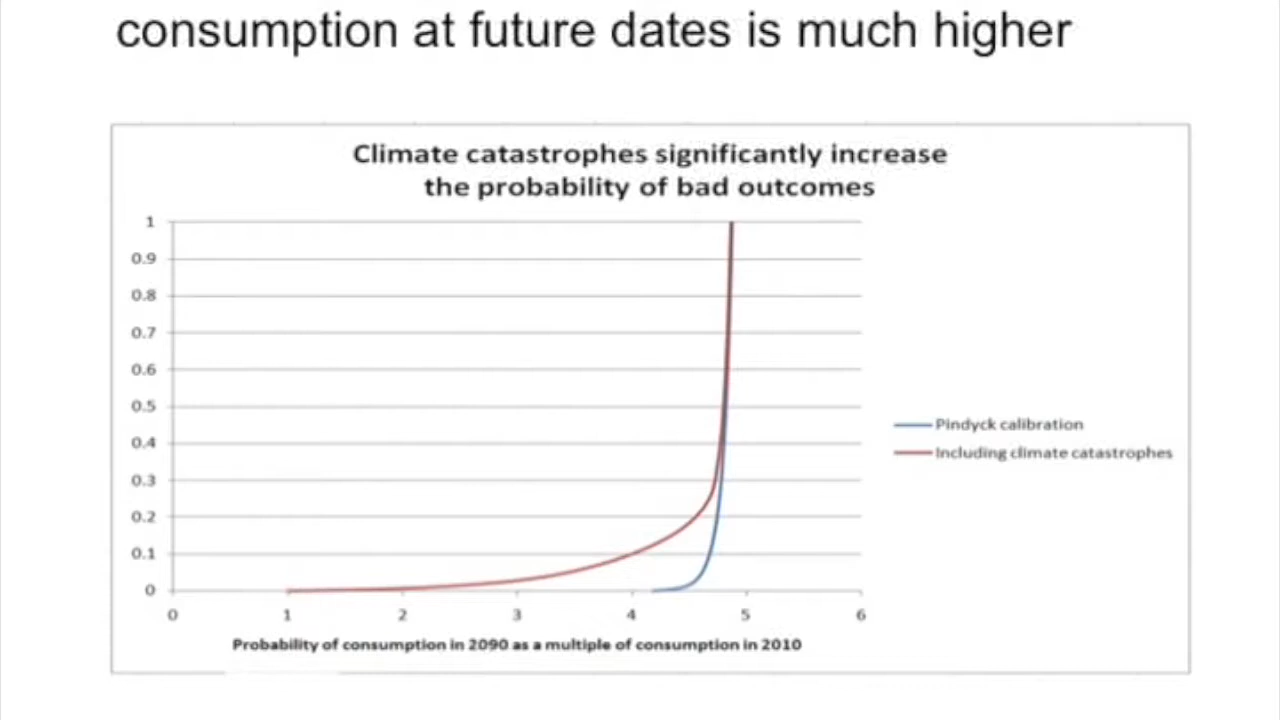 consumption at future dates is much higher
Climate catastrophes significantly increase
the probability of bad outcomes
1
0.9
0.8
0.7
0.6
0.5
0.4
0.3
0.2
0.1
0
0 1 2 3 4 5 6
Probability of consumption in 2090 as a multiple of consumption in 2010
Pindyck calibration
Including climate catastrophes